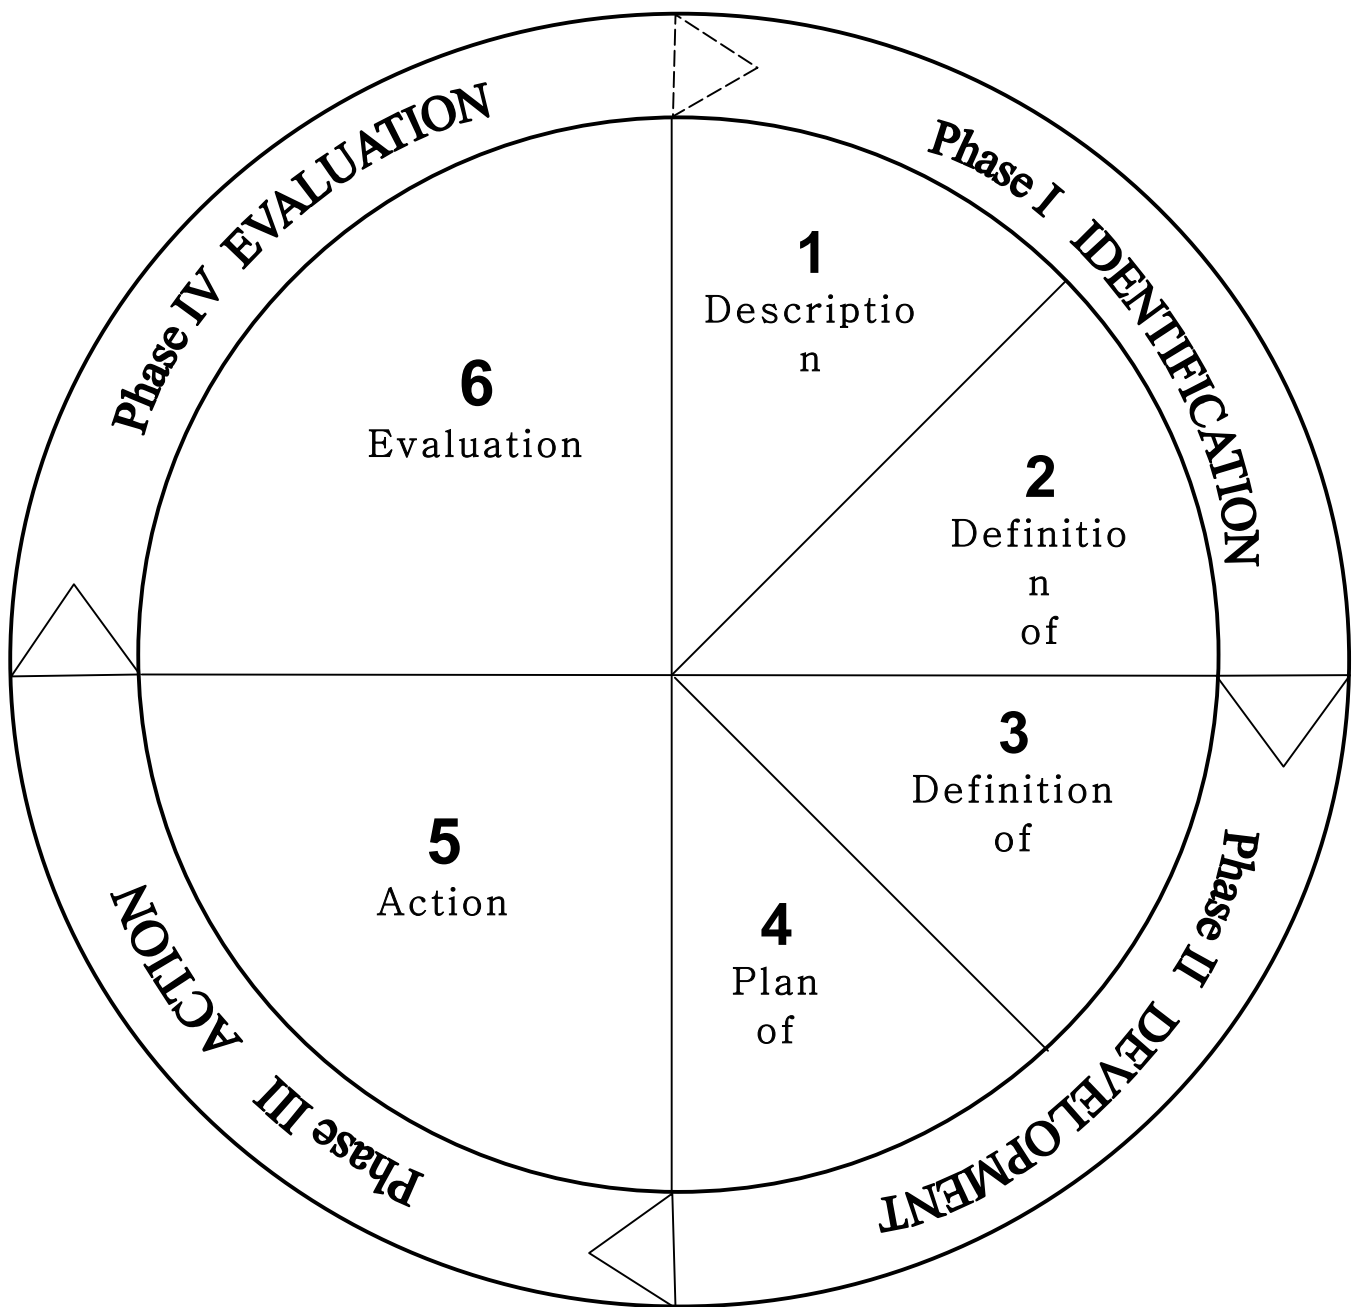 Phase I IDENTIFICATION
1
Descriptio
n
2
Definitio
n
of
3
Definition
of
Phase II DEVELOPMENT
4
Plan
of
5
Action
Phase III ACTION
6
Evaluation
Phase IV EVALUATION